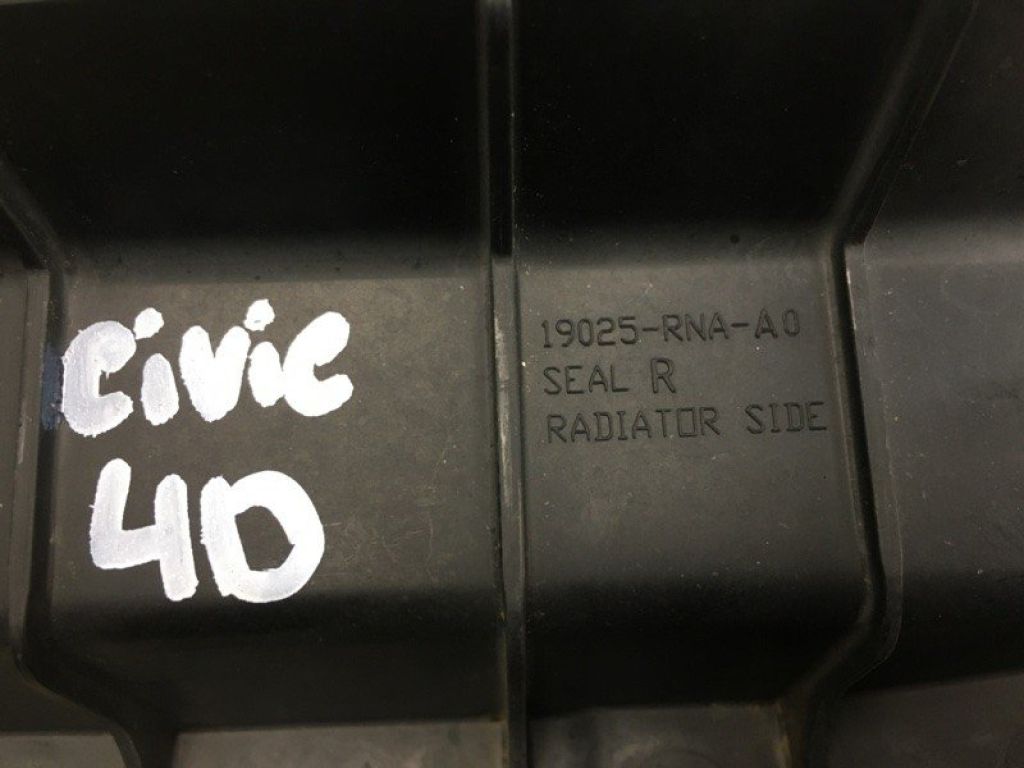 civic
4D
19025-RNA-A0
SEAL R
RADIATOR SIDE